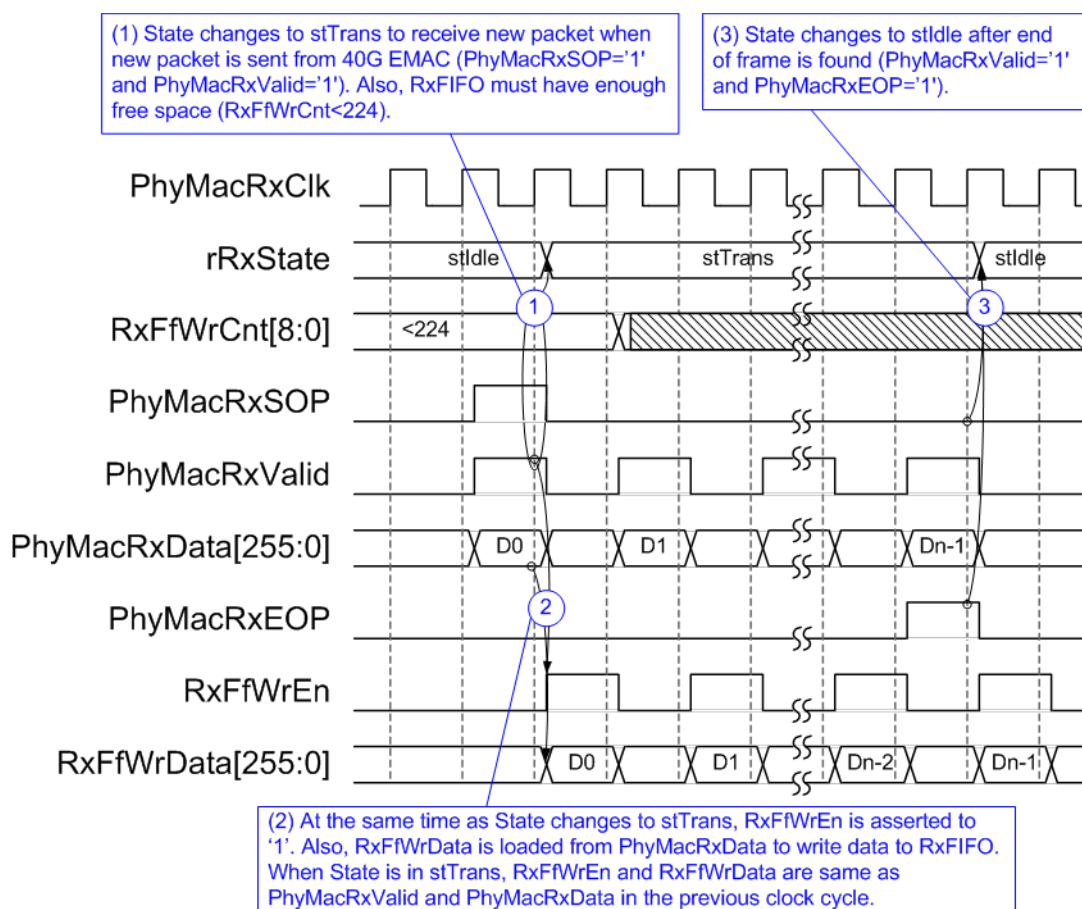 (1) State changes to stTrans to receive new packet when
new packet is sent from 40G EMAC (PhyMacRxSOP='1'
and PhyMacRxValid='1'). Also, RxFIFO must have enough
free space (RxFfWrCnt<224).
(3) State changes to stIdle after end
of frame is found (PhyMacRxValid='1'
and PhyMacRxEOP='1').
PhyMacRxClk
rRxState
stIdle
stTrans
stIdle
1
3
RxFfWrCnt[8:0]
<224
PhyMacRxSOP
PhyMacRxValid
PhyMacRxData[255:0]
D0
D1
Dn-1
2
PhyMacRxEOP
RxFfWrEn
RxFfWrData[255:0]
D0
D1
Dn-2
Dn-1
(2) At the same time as State changes to stTrans, RxFfWrEn is asserted to
‘1’. Also, RxFfWrData is loaded from PhyMacRxData to write data to RxFIFO.
When State is in stTrans, RxFfWrEn and RxFfWrData are same as
PhyMacRxValid and PhyMacRxData in the previous clock cycle.